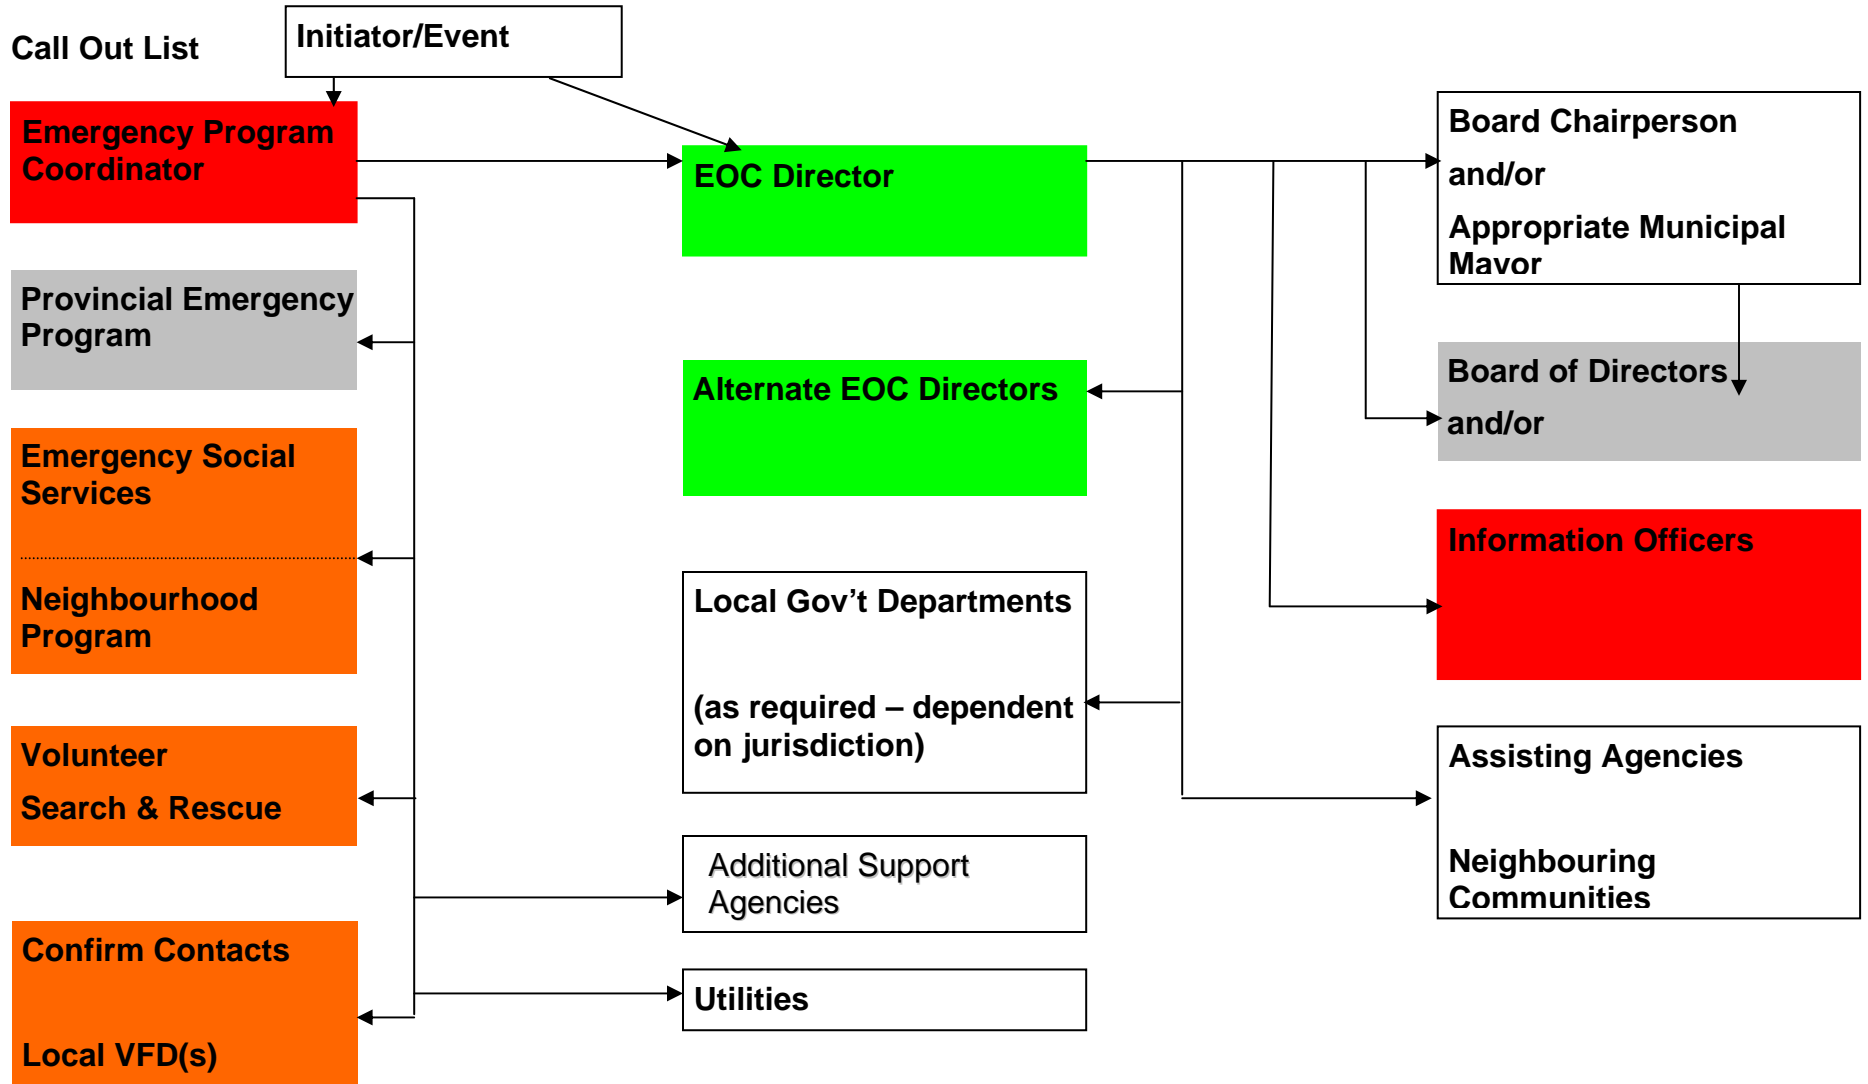 Call Out List
Initiator/Event
Emergency Program
Coordinator
EOC Director
Board Chairperson
and/or
Appropriate Municipal
Mayor
Provincial Emergency
Program
Alternate EOC Directors
Board of Directors
and/or
Emergency Social
Services
Neighbourhood
Program
Local Gov’t Departments
(as required – dependent
on jurisdiction)
Information Officers
Volunteer
Search & Rescue
Assisting Agencies
Neighbouring
Communities
Additional Support
Agencies
Confirm Contacts
Local VFD(s)
Utilities